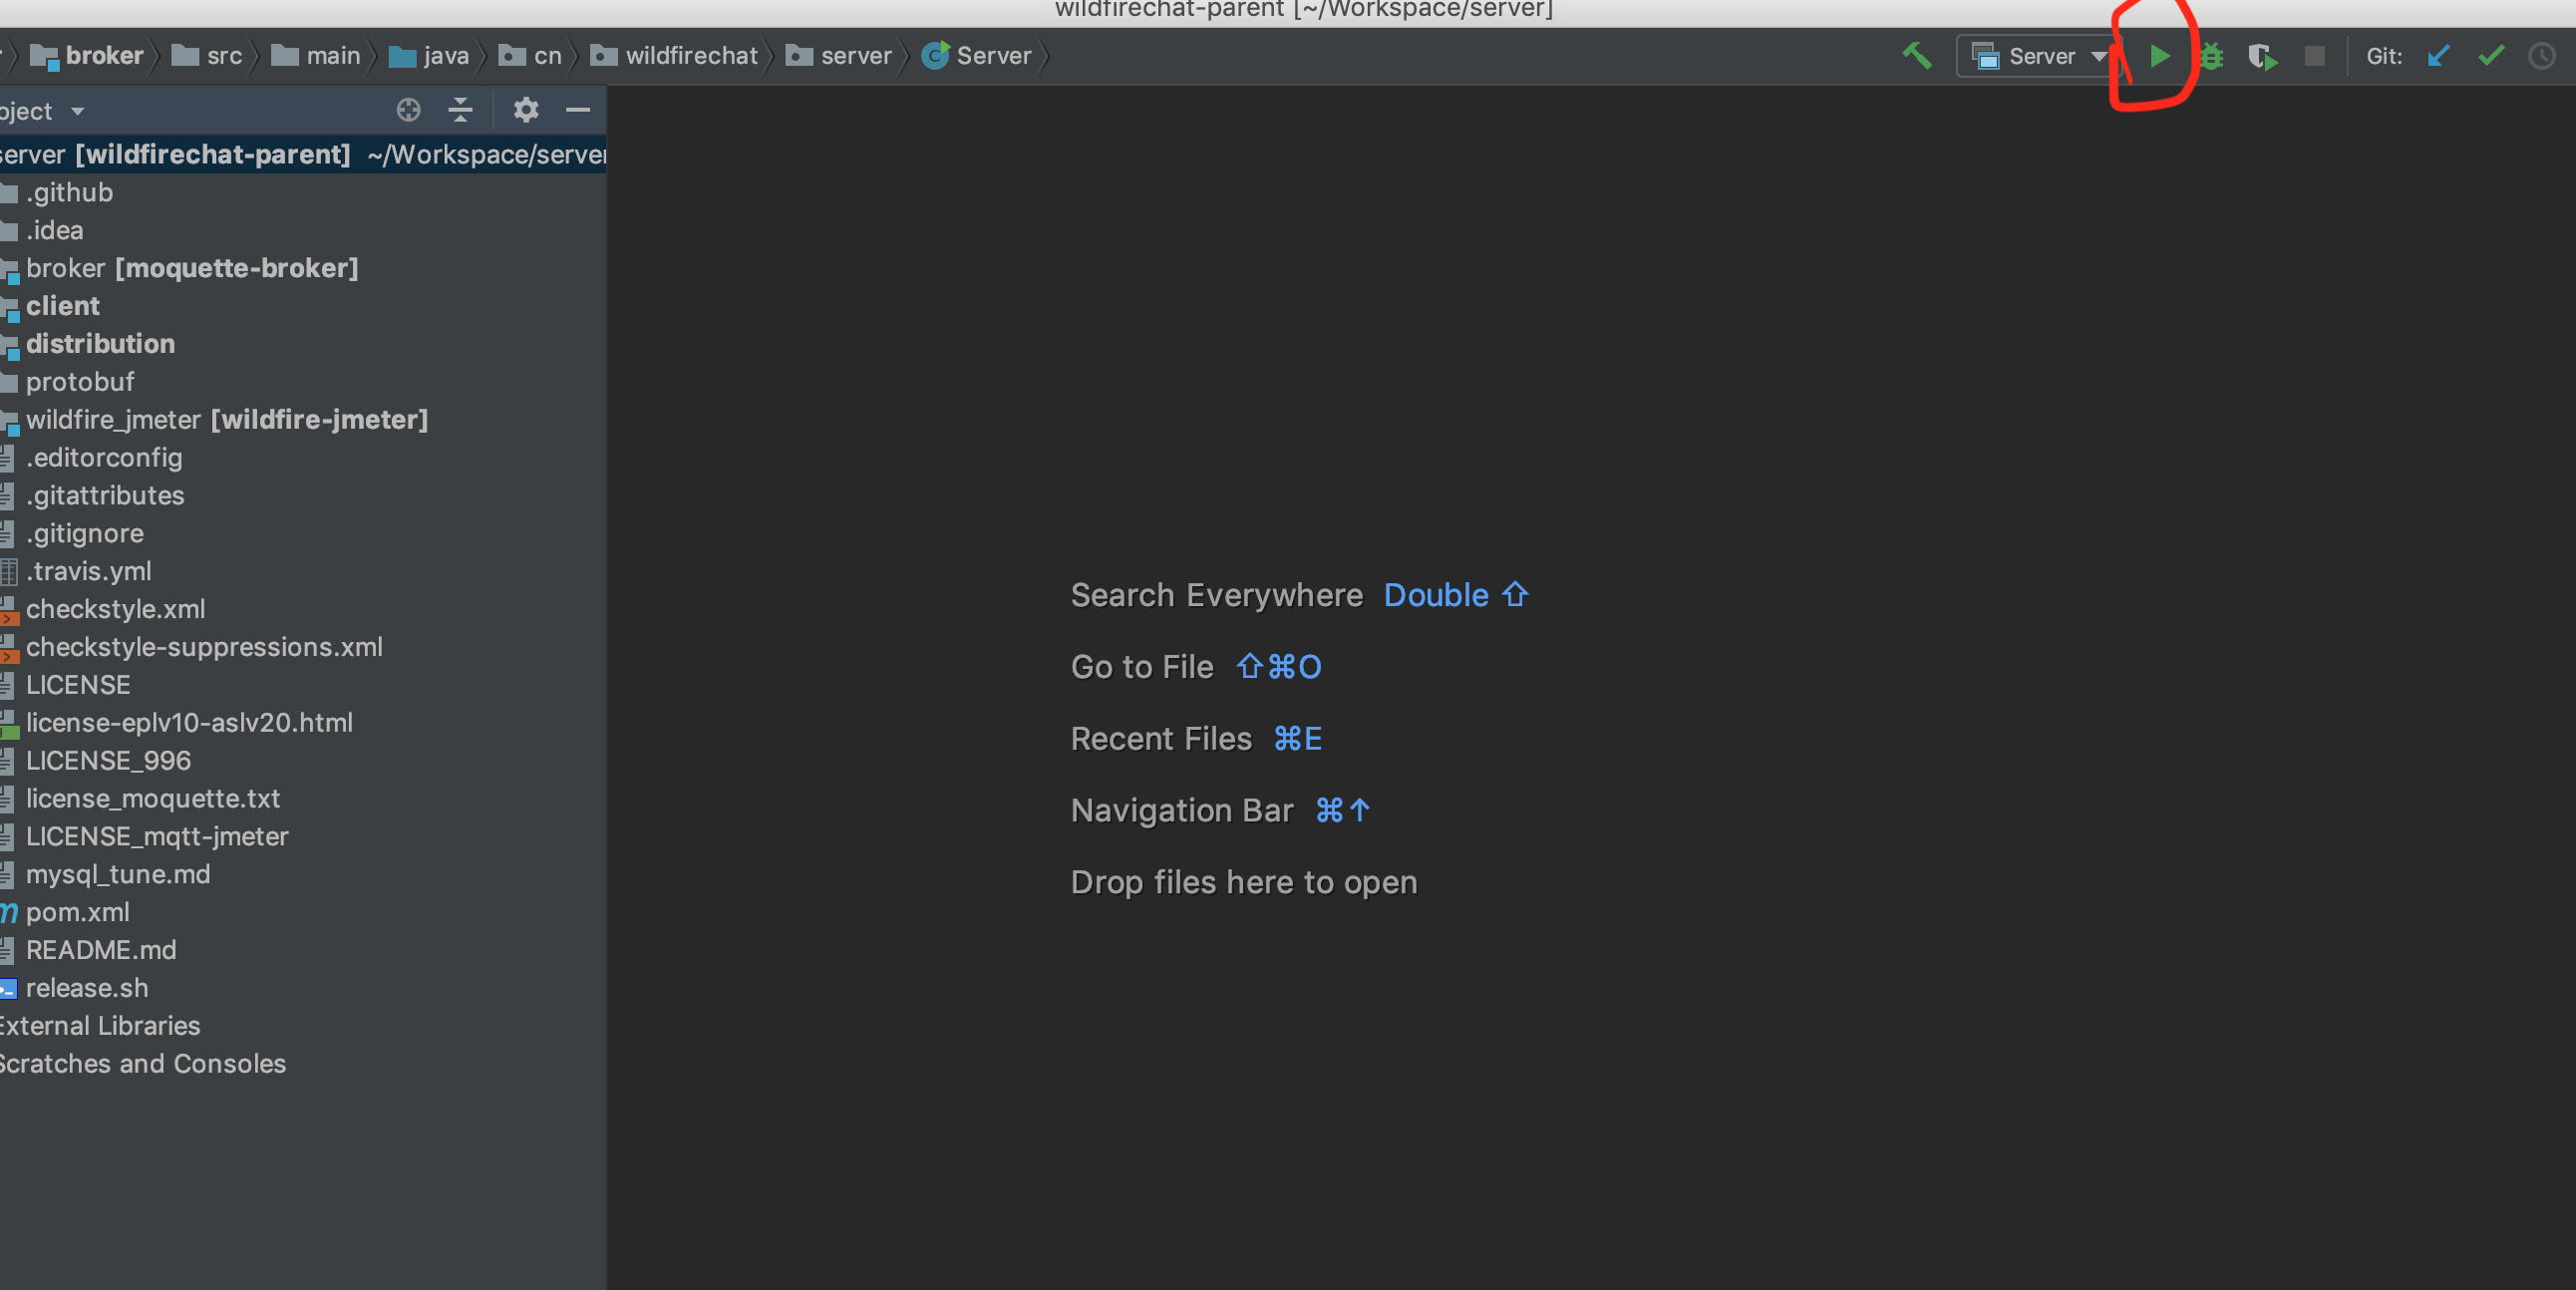 wildfirechat-parent [~/Workspace/server]
broker src main java cn wildfirechat server Server Server Git:
oject
server [wildfirechat-parent] ~/Workspace/server
.github
.idea
broker [moquette-broker]
client
distribution
protobuf
wildfire_jmeter [wildfire-jmeter]
.editorconfig
.gitattributes
.gitignore
.travis.yml
checkstyle.xml
checkstyle-suppressions.xml
LICENSE
license-eplv10-aslv20.html
LICENSE_996
license_moquette.txt
LICENSE_mqtt-jmeter
mysql_tune.md
pom.xml
README.md
release.sh
External Libraries
Scratches and Consoles
Search Everywhere Double ⇧
Go to File ⇧⌘O
Recent Files ⌘E
Navigation Bar ⌘↑
Drop files here to open